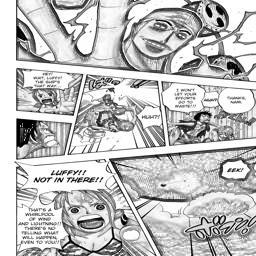 HEY!
WAIT, LUFFY!
THE SHIP'S
THAT WAY.
HUH?!
I WON'T
LET YOUR
EFFORTS
GO TO
WASTE!!!
HUH?!
THANKS,
NAMI.
LUFFY!!
NOT IN THERE!!
EEK!
THAT'S A
WHIRLPOOL
OF WIND
AND LIGHTNING!!
THERE'S NO
TELLING WHAT
WILL HAPPEN,
EVEN TO YOU!!